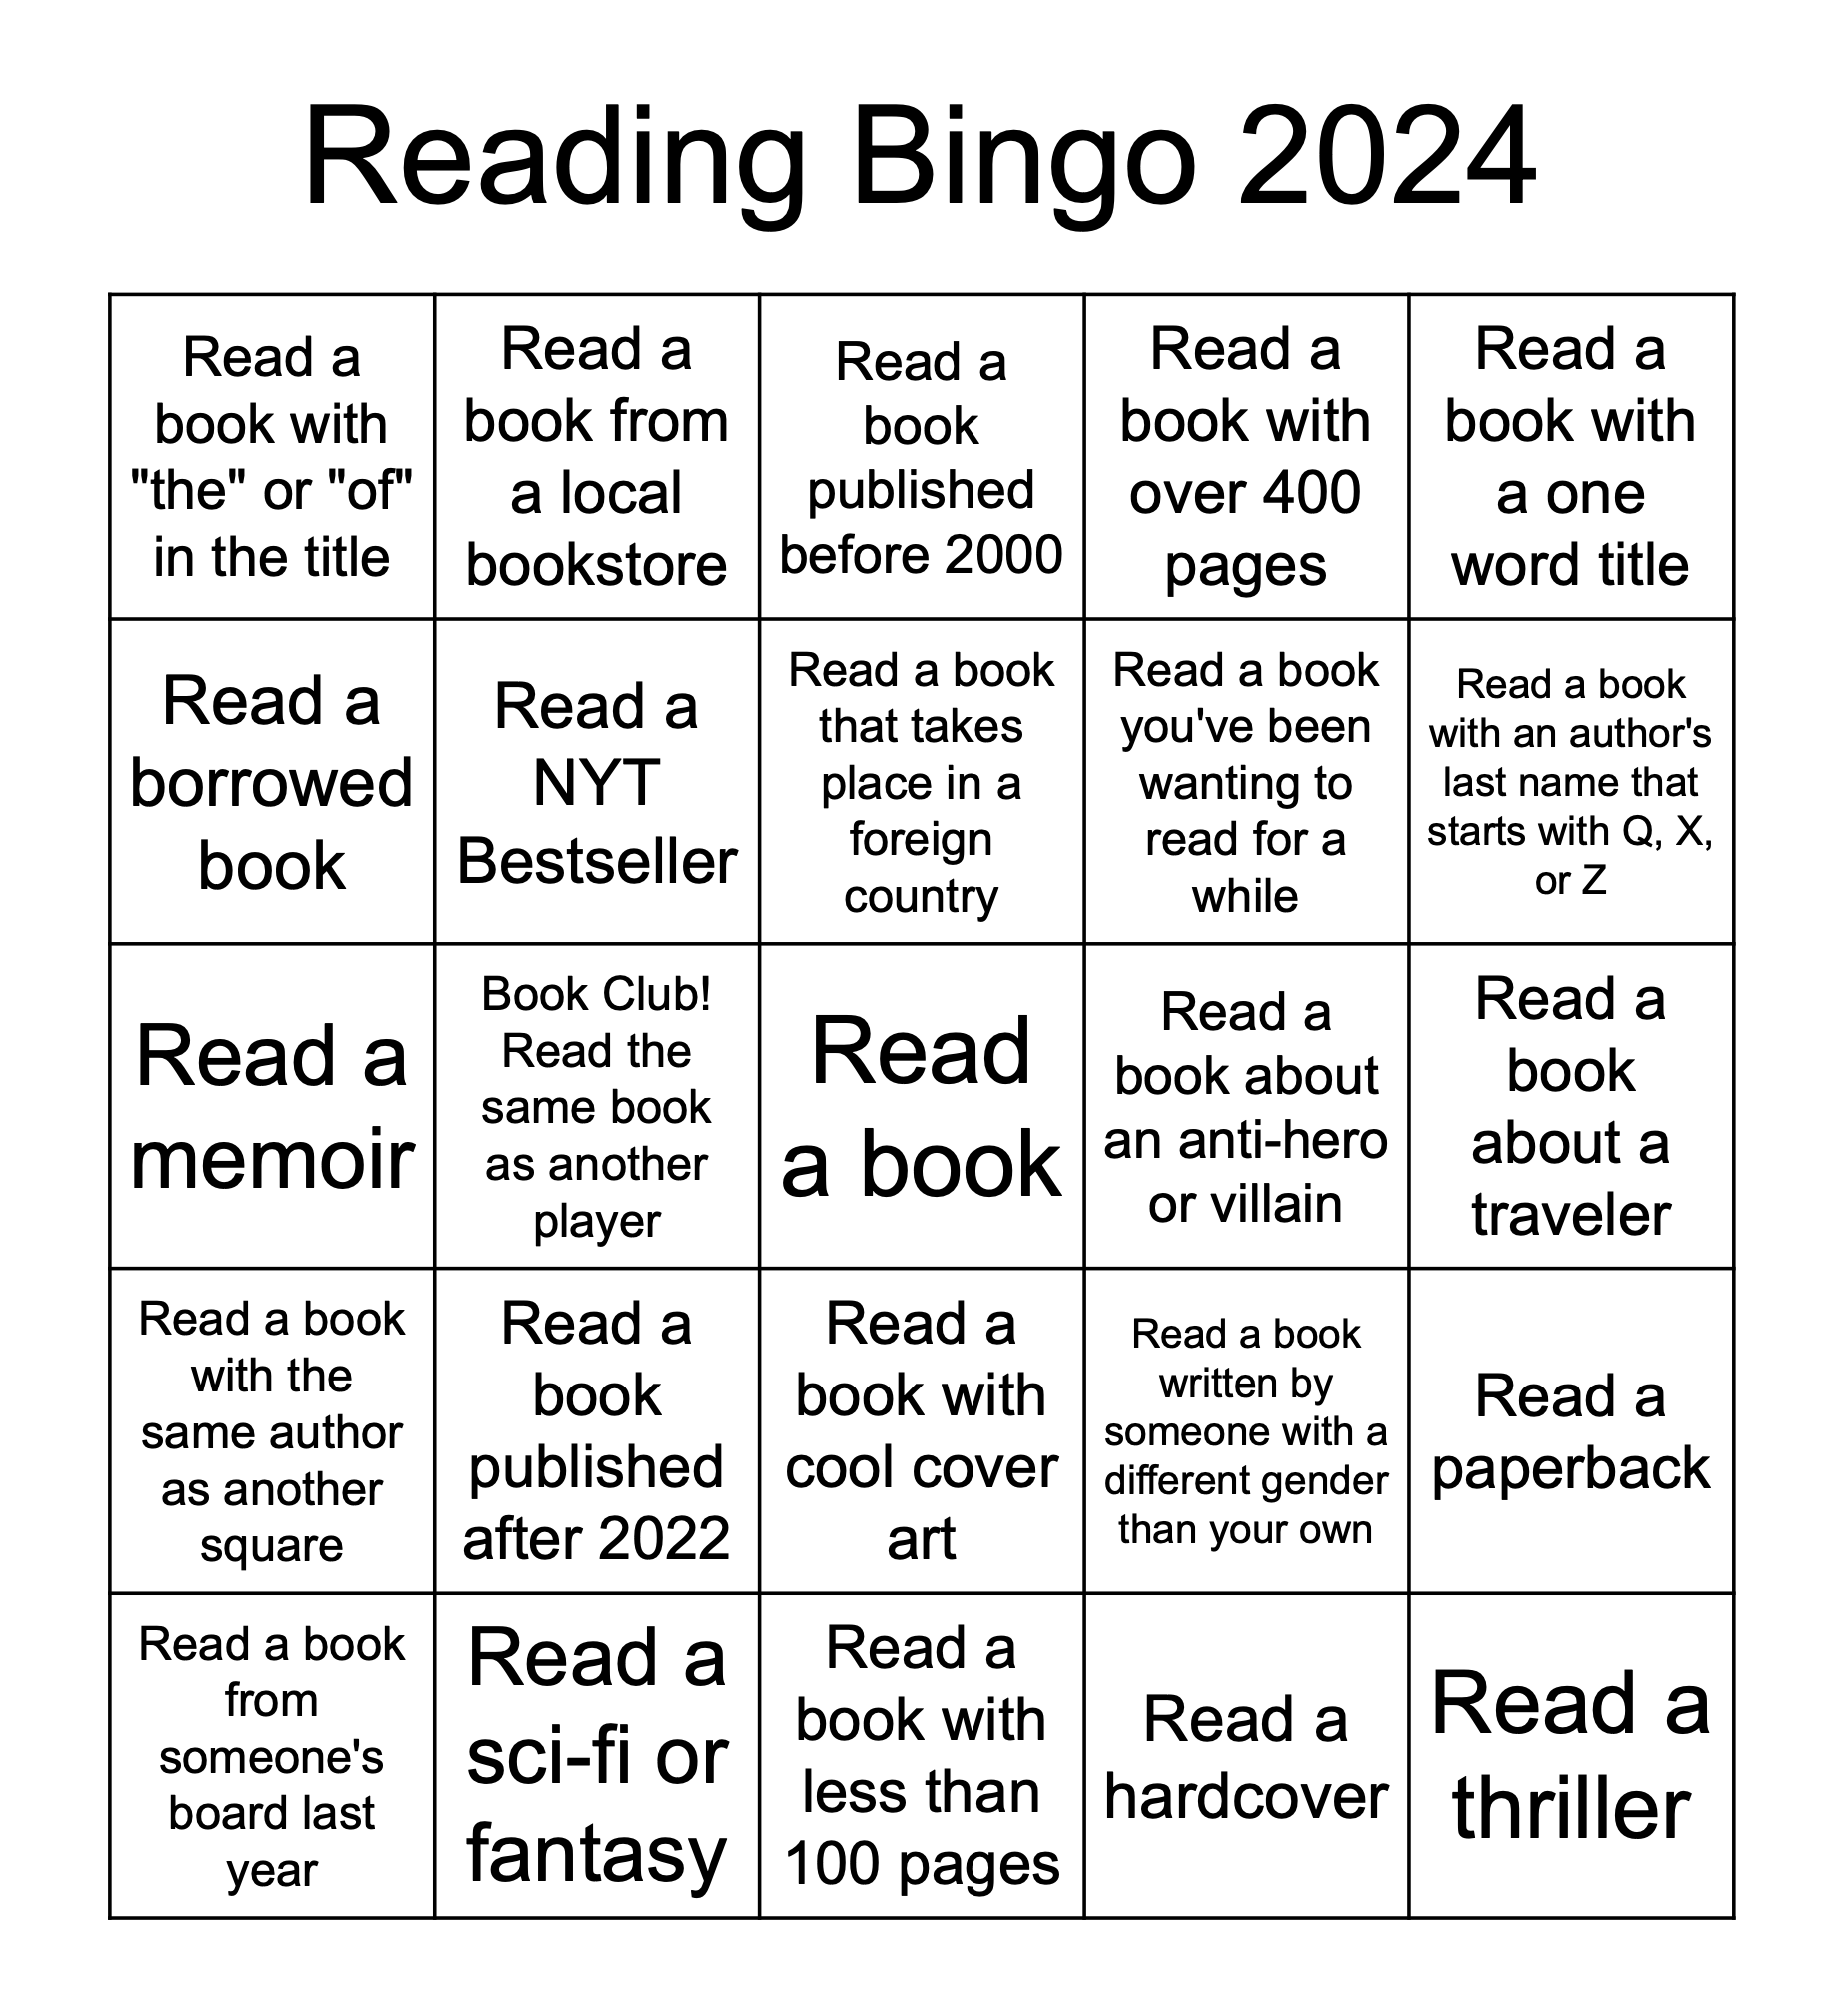 Reading Bingo 2024
Read a
book with
"the" or "of"
in the title
Read a
book from
a local
bookstore
Read a
book
published
before 2000
Read a
book with
over 400
pages
Read a
book with
a one
word title
Read a
borrowed
book
Read a
NYT
Bestseller
Read a book
that takes
place in a
foreign
country
Read a book
you've been
wanting to
read for a
while
Read a book
with an author's
last name that
starts with Q, X,
or Z
Read a
memoir
Book Club!
Read the
same book
as another
player
Read
a book
Read a
book about
an anti-hero
or villain
Read a
book
about a
traveler
Read a book
with the
same author
as another
square
Read a
book
published
after 2022
Read a
book with
cool cover
art
Read a book
written by
someone with a
different gender
than your own
Read a
paperback
Read a book
from
someone's
board last
year
Read a
sci-fi or
fantasy
Read a
book with
less than
100 pages
Read a
hardcover
Read a
thriller